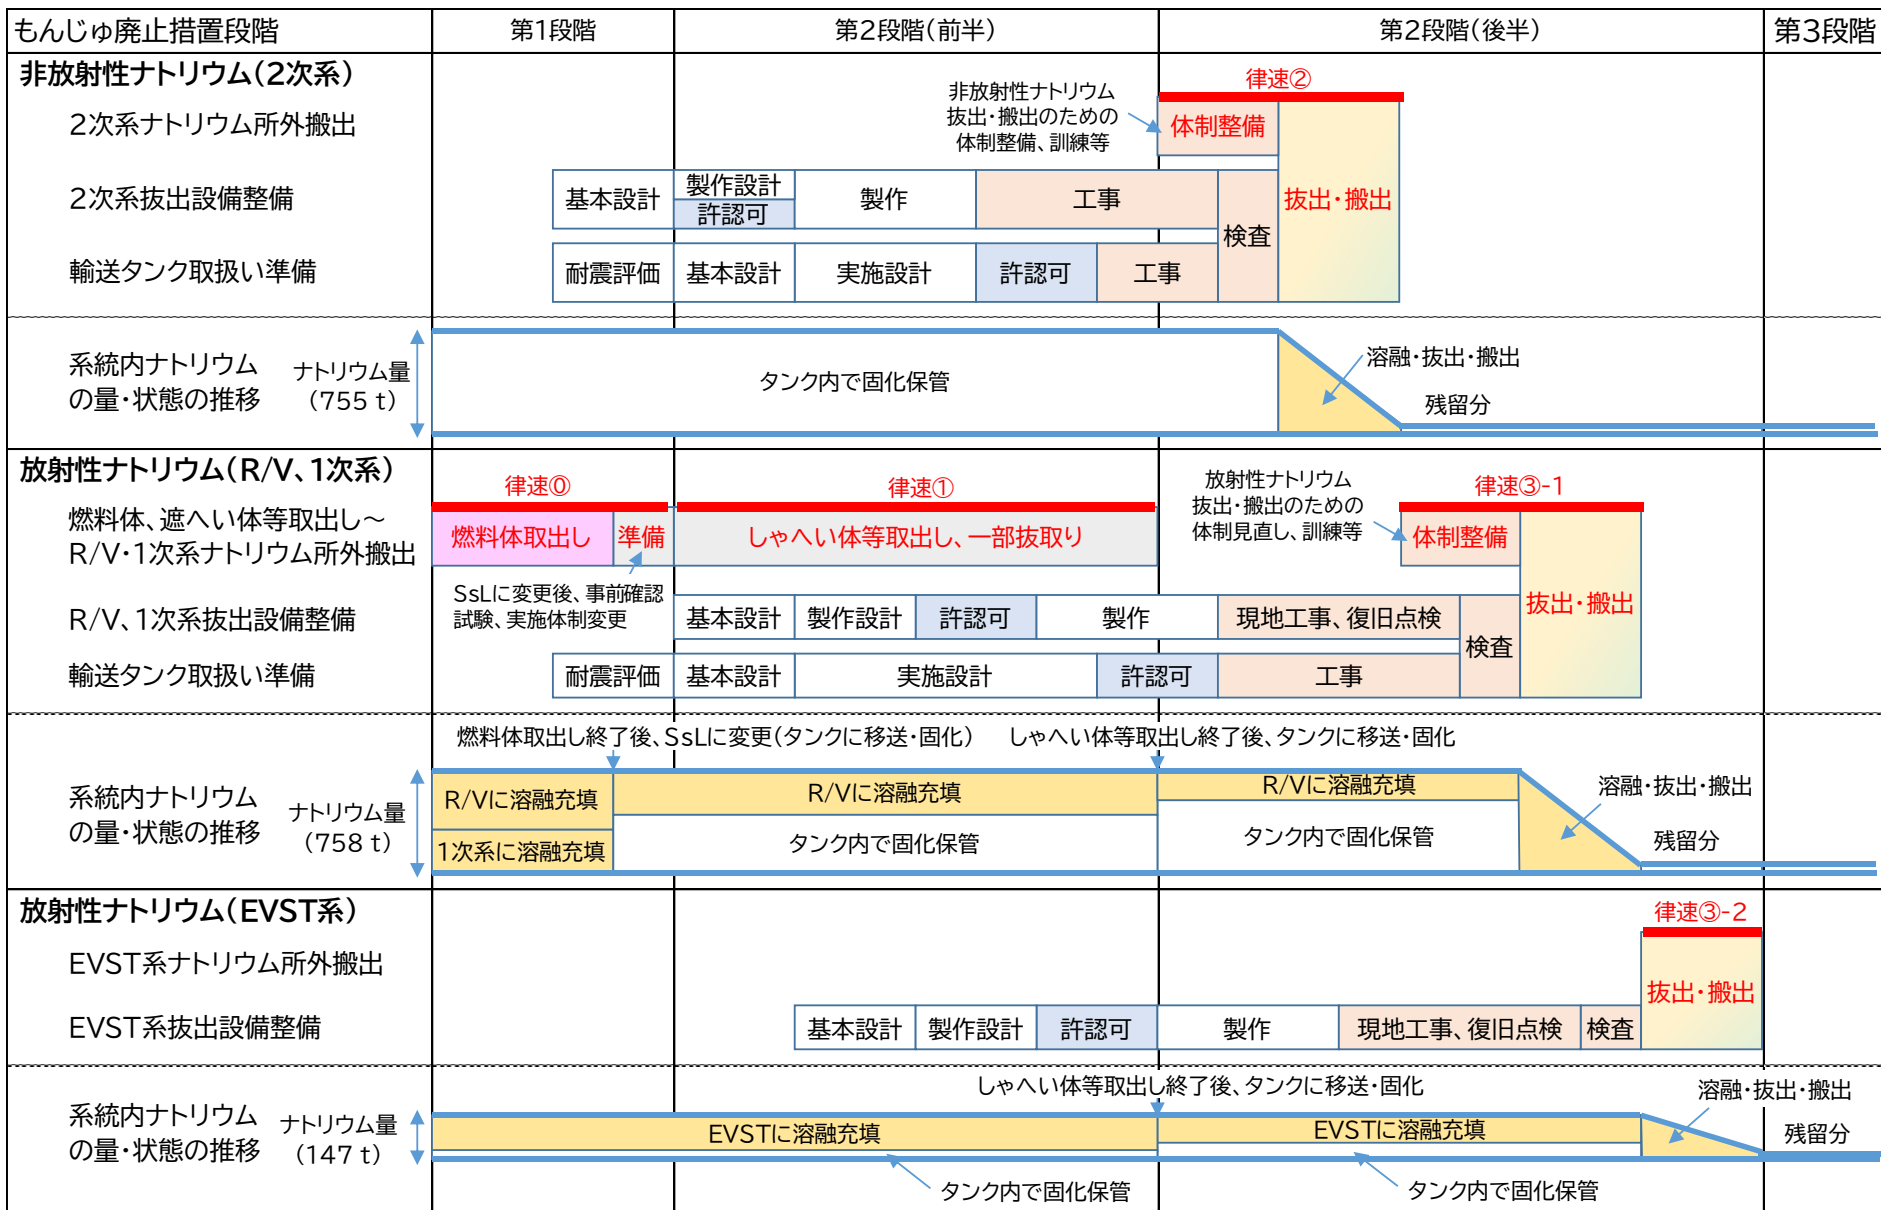 もんじゅ廃止措置段階
第1段階
第2段階(前半)
第2段階(後半)
第3段階
非放射性ナトリウム(2次系)
律速②
非放射性ナトリウム
抜出・搬出のための
体制整備、訓練等
2次系ナトリウム所外搬出
体制整備
抜出・搬出
2次系抜出設備整備
基本設計
製作設計
許認可
製作
工事
検査
輸送タンク取扱い準備
耐震評価
基本設計
実施設計
許認可
工事
系統内ナトリウム
の量・状態の推移
ナトリウム量
(755 t)
タンク内で固化保管
溶融・抜出・搬出
残留分
放射性ナトリウム(R/V、1次系)
律速⓪
律速①
放射性ナトリウム
抜出・搬出のための
体制見直し、訓練等
律速③-1
燃料体、遮へい体等取出し～
R/V・1次系ナトリウム所外搬出
燃料体取出し
準備
しゃへい体等取出し、一部抜取り
体制整備
抜出・搬出
SsLに変更後、事前確認
試験、実施体制変更
R/V、1次系抜出設備整備
基本設計
製作設計
許認可
製作
現地工事、復旧点検
検査
輸送タンク取扱い準備
耐震評価
基本設計
実施設計
許認可
工事
燃料体取出し終了後、SsLに変更(タンクに移送・固化)
しゃへい体等取出し終了後、タンクに移送・固化
系統内ナトリウム
の量・状態の推移
ナトリウム量
(758 t)
R/Vに溶融充填
1次系に溶融充填
R/Vに溶融充填
タンク内で固化保管
R/Vに溶融充填
タンク内で固化保管
溶融・抜出・搬出
残留分
放射性ナトリウム(EVST系)
律速③-2
EVST系ナトリウム所外搬出
抜出・搬出
EVST系抜出設備整備
基本設計
製作設計
許認可
製作
現地工事、復旧点検
検査
しゃへい体等取出し終了後、タンクに移送・固化
系統内ナトリウム
の量・状態の推移
ナトリウム量
(147 t)
EVSTに溶融充填
EVSTに溶融充填
溶融・抜出・搬出
残留分
タンク内で固化保管
タンク内で固化保管